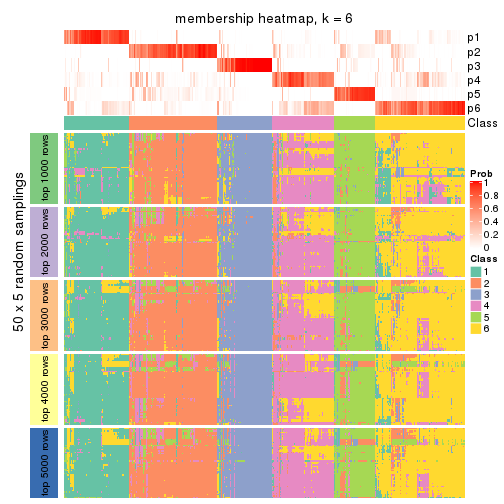 membership heatmap, k = 6
p1
p2
p3
p4
p5
p6
Class
50 x 5 random samplings
top 1000 rows
top 2000 rows
top 3000 rows
top 4000 rows
top 5000 rows
Prob
1
0.8
0.6
0.4
0.2
0
Class
1
2
3
4
5
6